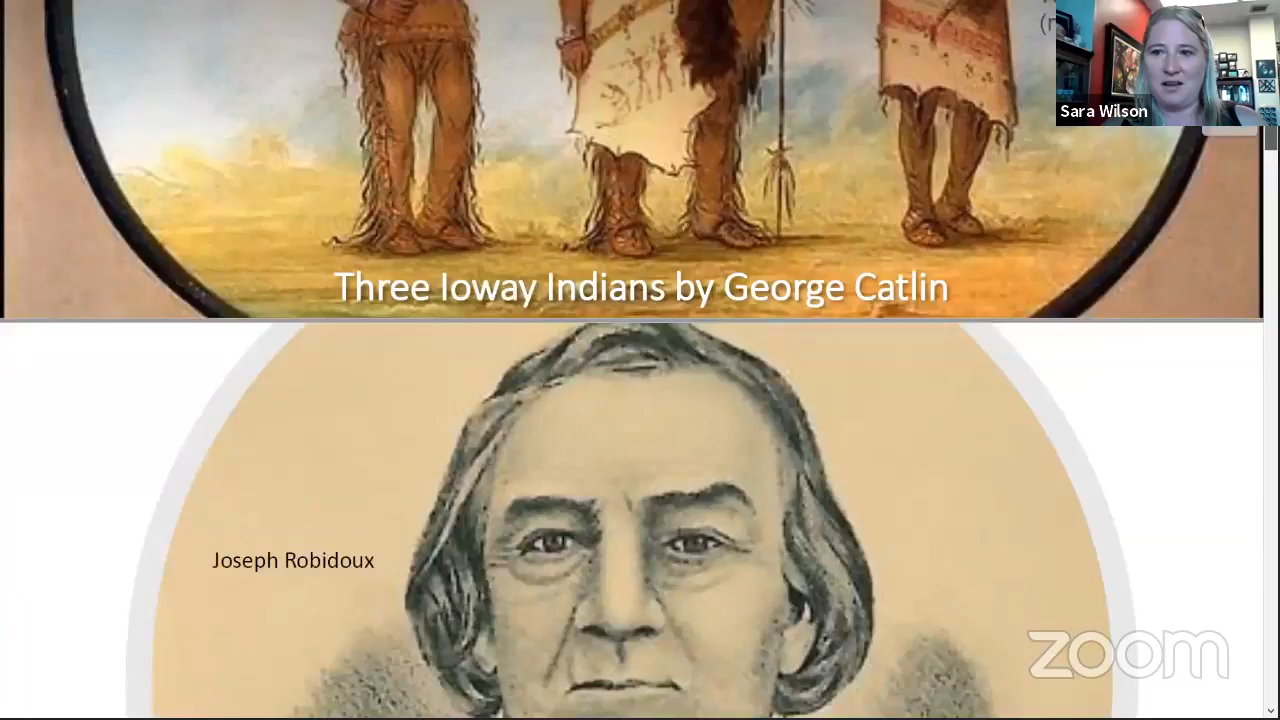 (r
Sara Wilson
Three Ioway Indians by George Catlin
Joseph Robidoux
zoom